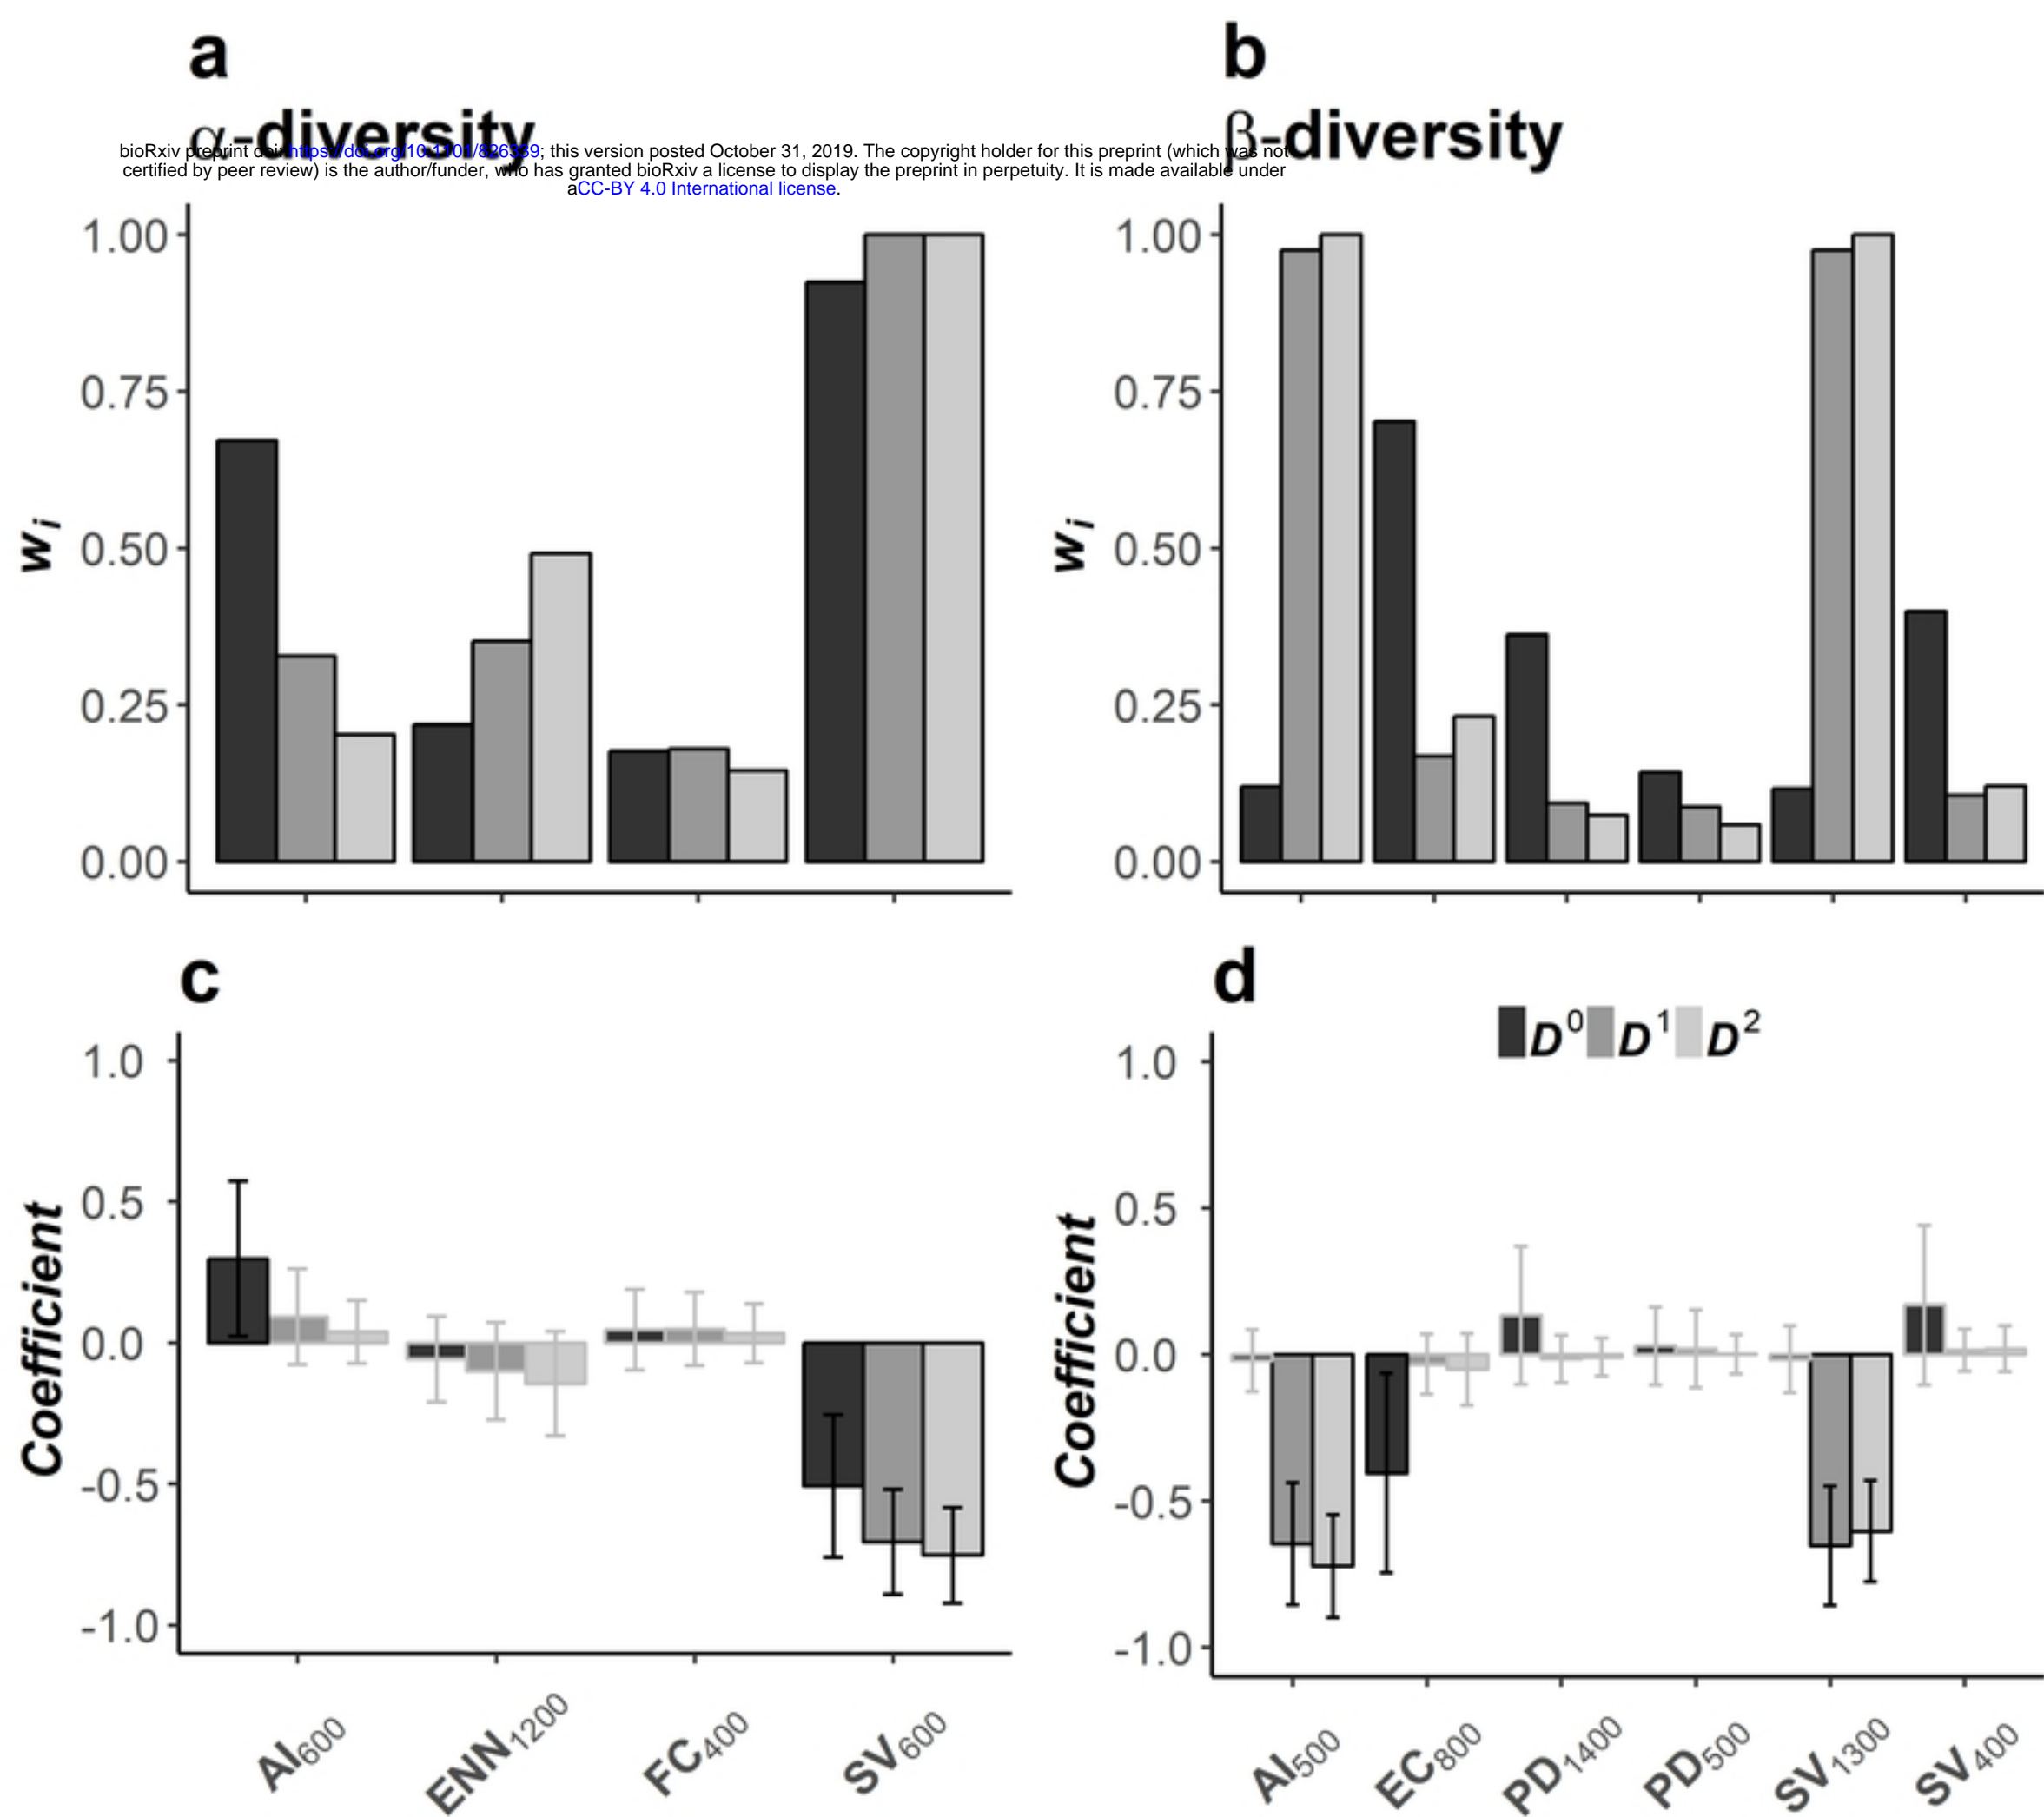 a
α-diversity
b
β-diversity
bioRxiv preprint doi: https://doi.org/10.1101/826339; this version posted October 31, 2019. The copyright holder for this preprint (which was not
certified by peer review) is the author/funder, who has granted bioRxiv a license to display the preprint in perpetuity. It is made available under
aCC-BY 4.0 International license.
1.00
0.75
0.50
0.25
0.00
w i
1.00
0.75
0.50
0.25
0.00
w i
c
1.0
0.5
0.0
-0.5
-1.0
Coefficient
AI600
ENN1200
FC400
SV600
d
D0 D1 D2
1.0
0.5
0.0
-0.5
-1.0
Coefficient
AI500
EC800
PD1400
PD500
SV1300
SV400